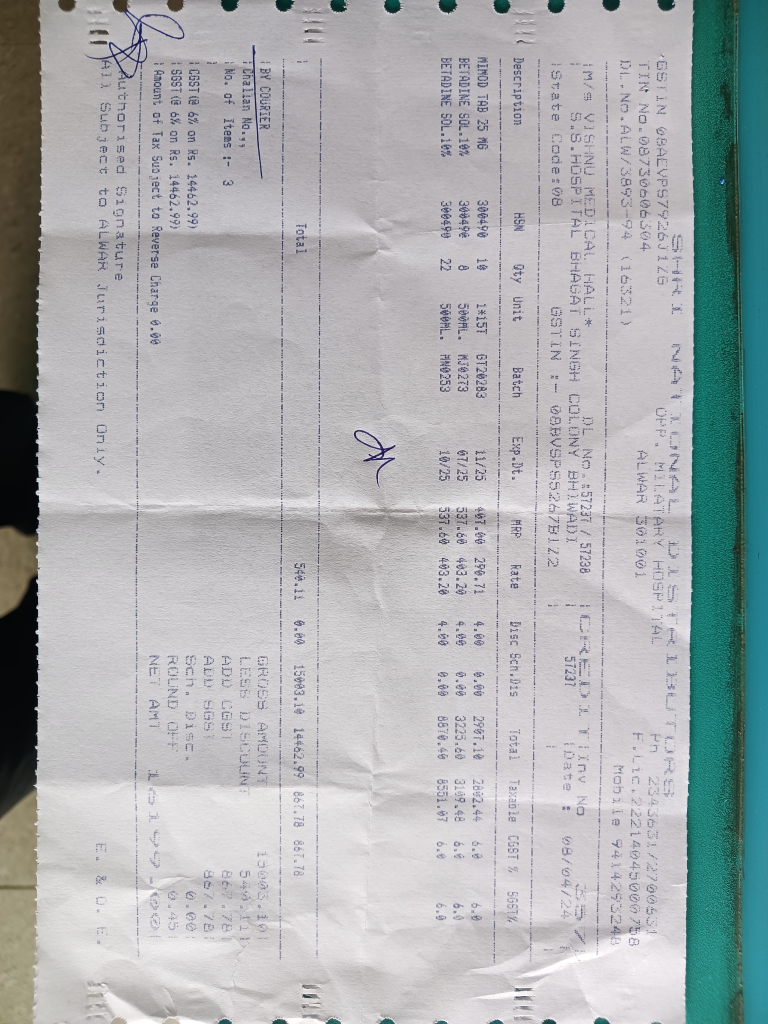 SHRI NATIONAL DISTRIBUTORS
GSTIN 08AEVPS7926J1ZG OPP. MILATARY HOSPITAL Ph 2343631/2700631
TIN No.08730606304 ALWAR 301001 F.Lic.22214045000758
DL.No.ALW/3893-94 (16321) Mobile 9414293248
M/s VISHNU MEDICAL HALL* DL No.:57237 / 57238 CREDIT Inv No 357
S.S.HOSPITAL BHAGAT SINGH COLONY BHIWADI 57237 Date : 08/04/24
State Code:08 GSTIN :- 08BVSPS5267B1Z2
Description HSN Qty Unit Batch Exp.Dt. MRP Rate Disc Sch.Dis Total Taxable CGST % SGST%
MIMOD TAB 25 MG 300490 10 1*15T GT20283 11/25 407.00 290.71 4.00 0.00 2907.10 2802.44 6.0 6.0
BETADINE SOL.10% 300490 8 500ML. MJ0273 07/25 537.60 403.20 4.00 0.00 3225.60 3109.48 6.0 6.0
BETADINE SOL.10% 300490 22 500ML. MN0253 10/25 537.60 403.20 4.00 0.00 8870.40 8551.07 6.0 6.0
Total 540.11 0.00 15003.10 14462.99 867.78 867.78
BY COURIER GROSS AMOUNT 15003.10
Challan No.,, LESS DISCOUNT 540.11
No. of Items :- 3 ADD CGST 867.78
ADD SGST 867.78
CGST(@ 6% on Rs. 14462.99) Sch. Disc. 0.00
SGST(@ 6% on Rs. 14462.99) ROUND OFF 0.45
Amount of Tax Subject to Reverse Charge 0.00 NET AMT 16199.00
Authorised Signature
All Subject to ALWAR Jurisdiction Only. E. & O. E.